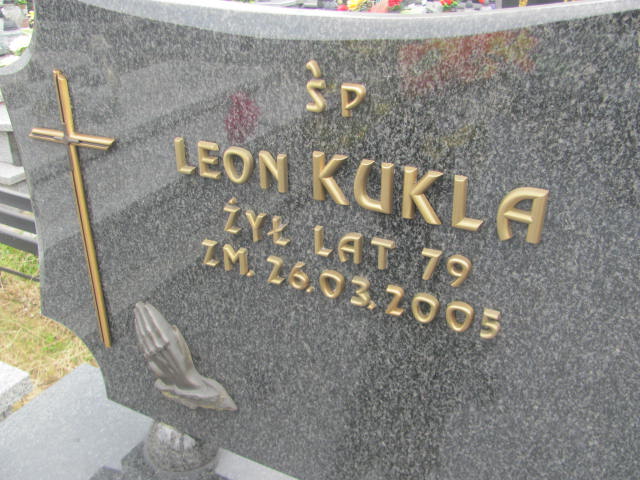 ŚP
LEON KUKLA
ŻYŁ LAT 79
ZM. 26.03.2005